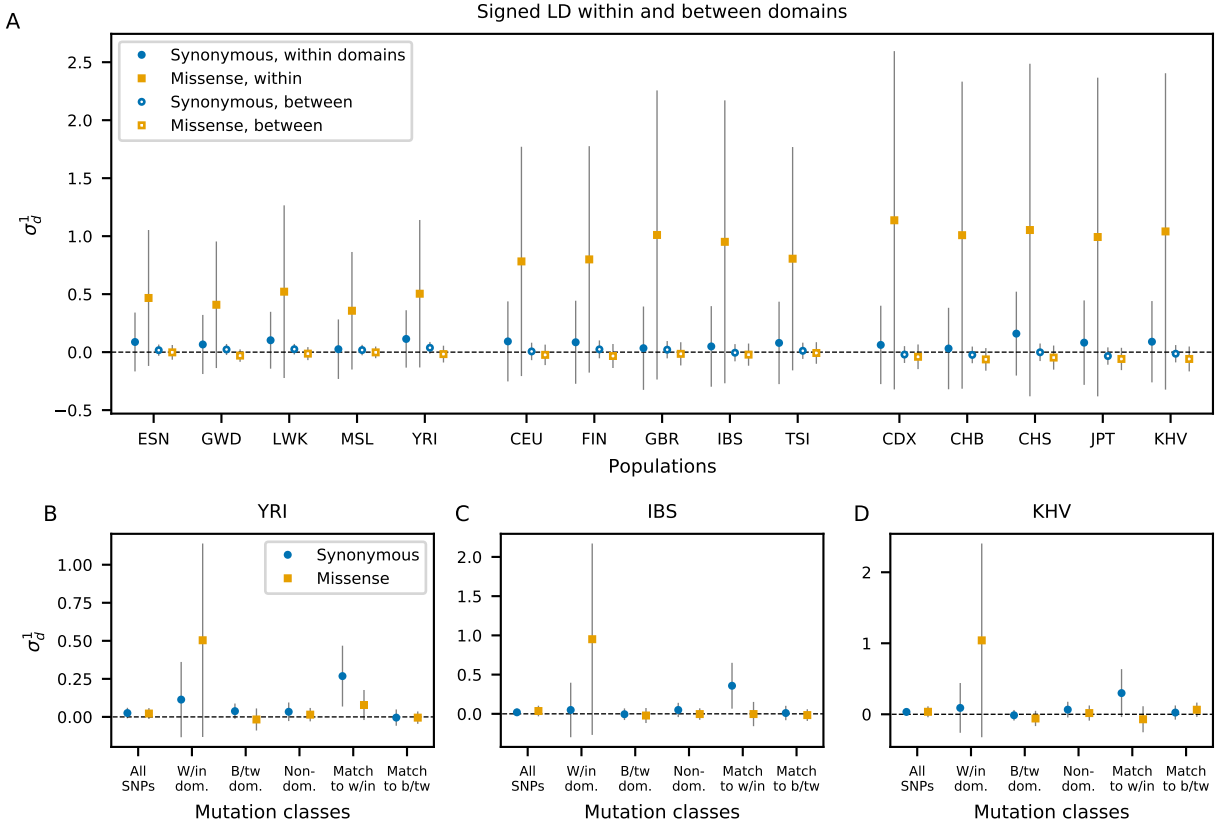 Signed LD within and between domains
A
Synonymous, within domains
Missense, within
Synonymous, between
Missense, between
2.5
2.0
1.5
1.0
0.5
0.0
−0.5
σ¹d
ESN GWD LWK MSL YRI CEU FIN GBR IBS TSI CDX CHB CHS JPT KHV
Populations
B YRI
Synonymous
Missense
1.00
0.75
0.50
0.25
0.00
σ¹d
All SNPs W/in dom. B/tw dom. Non-dom. Match to w/in Match to b/tw
Mutation classes
C IBS
2.0
1.5
1.0
0.5
0.0
All SNPs W/in dom. B/tw dom. Non-dom. Match to w/in Match to b/tw
Mutation classes
D KHV
2
1
0
All SNPs W/in dom. B/tw dom. Non-dom. Match to w/in Match to b/tw
Mutation classes